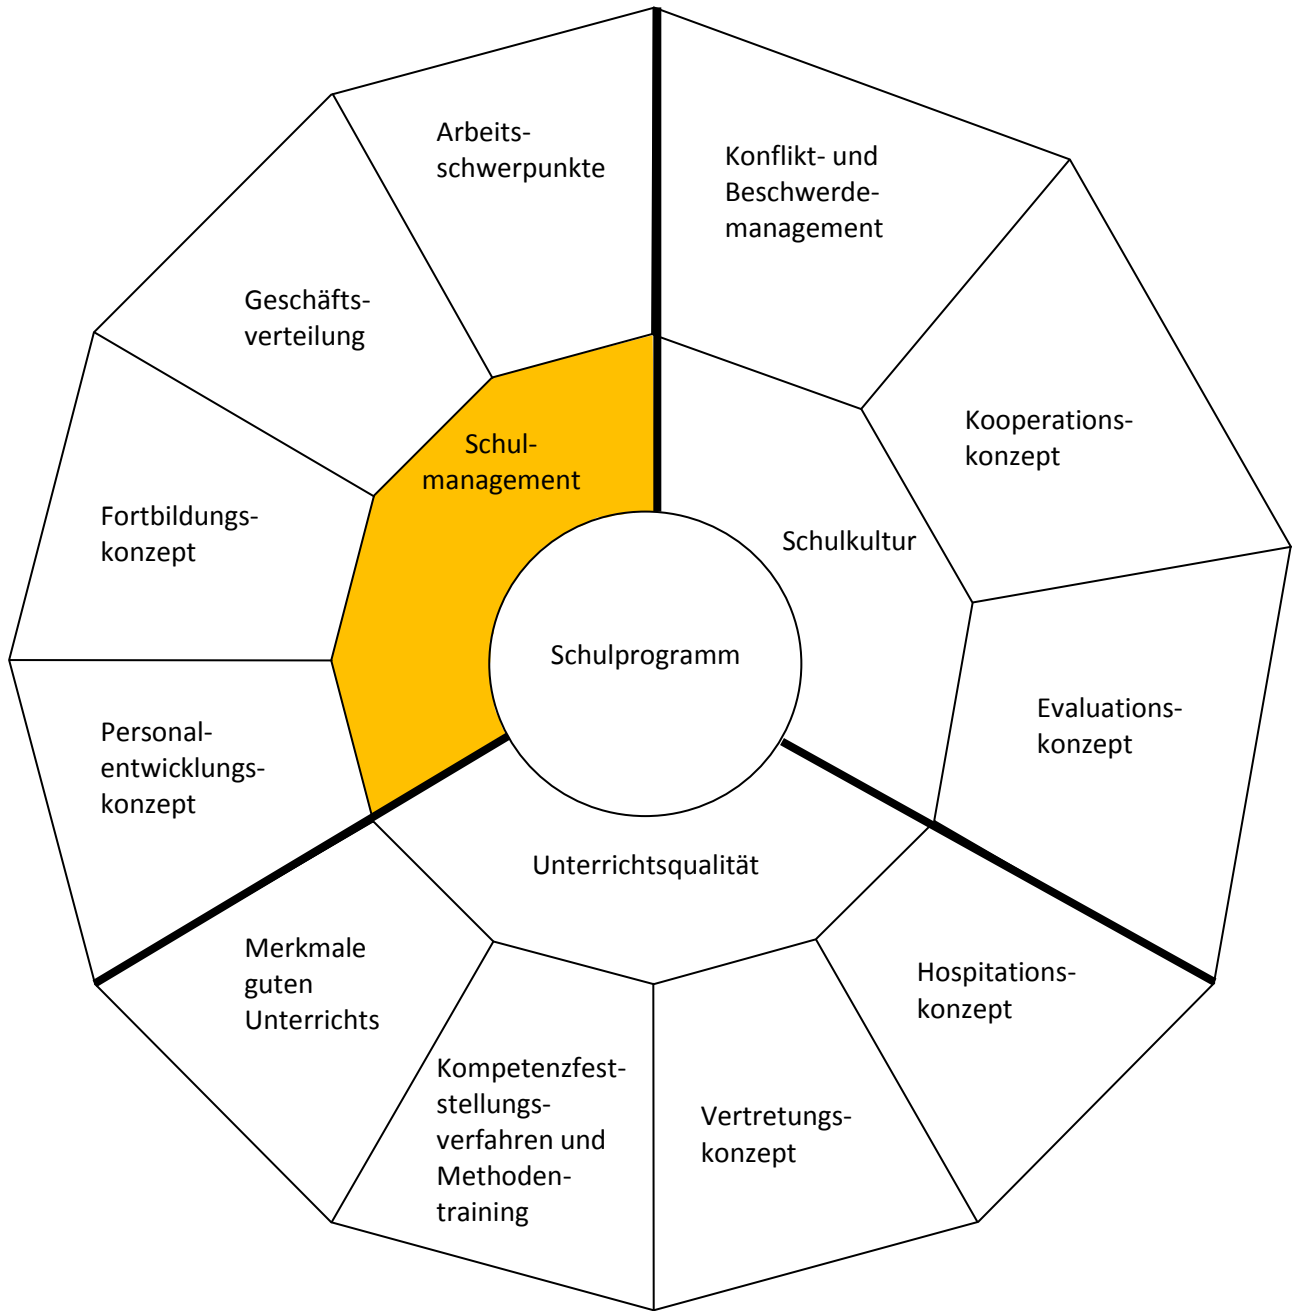 Arbeits-
schwerpunkte
Konflikt- und
Beschwerde-
management
Geschäfts-
verteilung
Kooperations-
konzept
Schul-
management
Fortbildungs-
konzept
Schulkultur
Schulprogramm
Personal-
entwicklungs-
konzept
Evaluations-
konzept
Unterrichtsqualität
Merkmale
guten
Unterrichts
Hospitations-
konzept
Kompetenzfest-
stellungs-
verfahren und
Methoden-
training
Vertretungs-
konzept